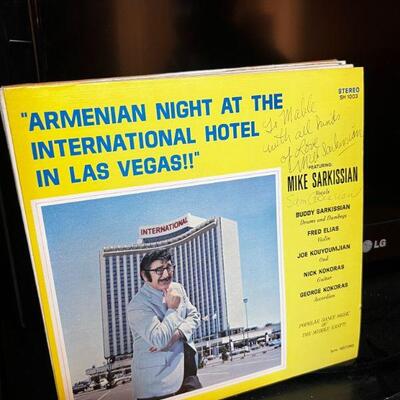 STEREO
SH 1003
"ARMENIAN NIGHT AT THE
INTERNATIONAL HOTEL
IN LAS VEGAS!!"
To Mable
with all kinds
of Love
Mike Sarkissian
FEATURING:
MIKE SARKISSIAN
Vocals
BUDDY SARKISSIAN
Drums and Dumbegs
FRED ELIAS
Violin
JOE KOUYOUMJIAN
Oud
NICK KOKORAS
Guitar
GEORGE KOKORAS
Accordion
POPULAR DANCE MUSIC
THE MIDDLE EAST!!
INTERNATIONAL
LG